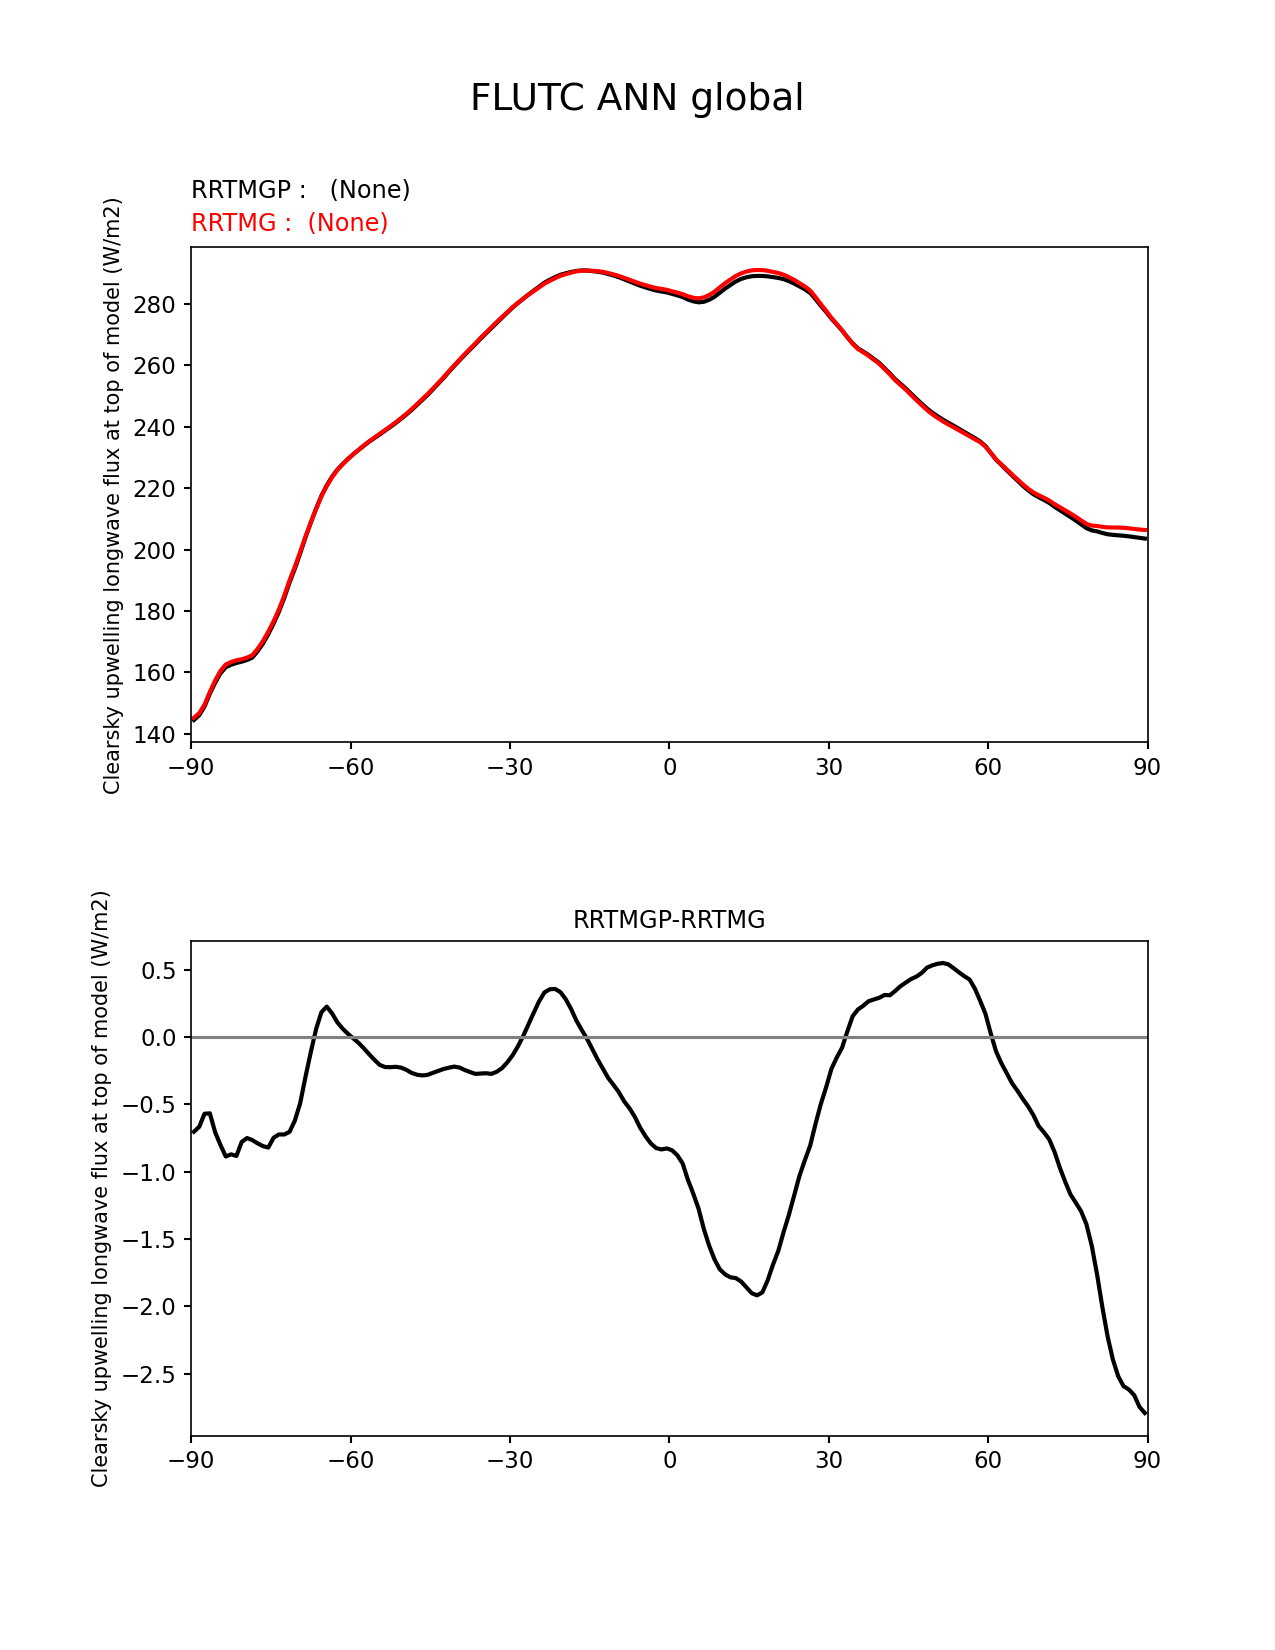 FLUTC ANN global
RRTMGP :   (None)
RRTMG :  (None)
Clearsky upwelling longwave flux at top of model (W/m2)
280
260
240
220
200
180
160
140
−90 −60 −30 0 30 60 90
RRTMGP-RRTMG
Clearsky upwelling longwave flux at top of model (W/m2)
0.5
0.0
−0.5
−1.0
−1.5
−2.0
−2.5
−90 −60 −30 0 30 60 90